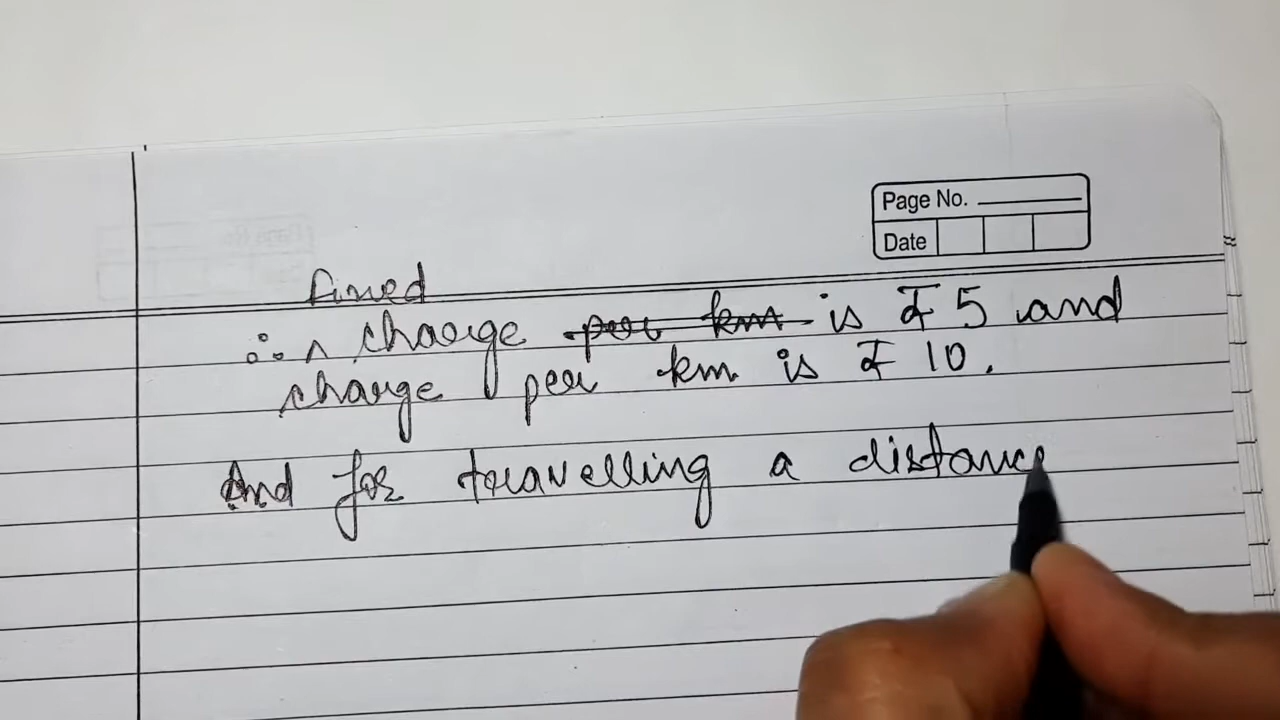 Page No.
Date
fixed
∴ ^ charge per km is ₹ 5 and
charge per km is ₹ 10.
And for travelling a distance